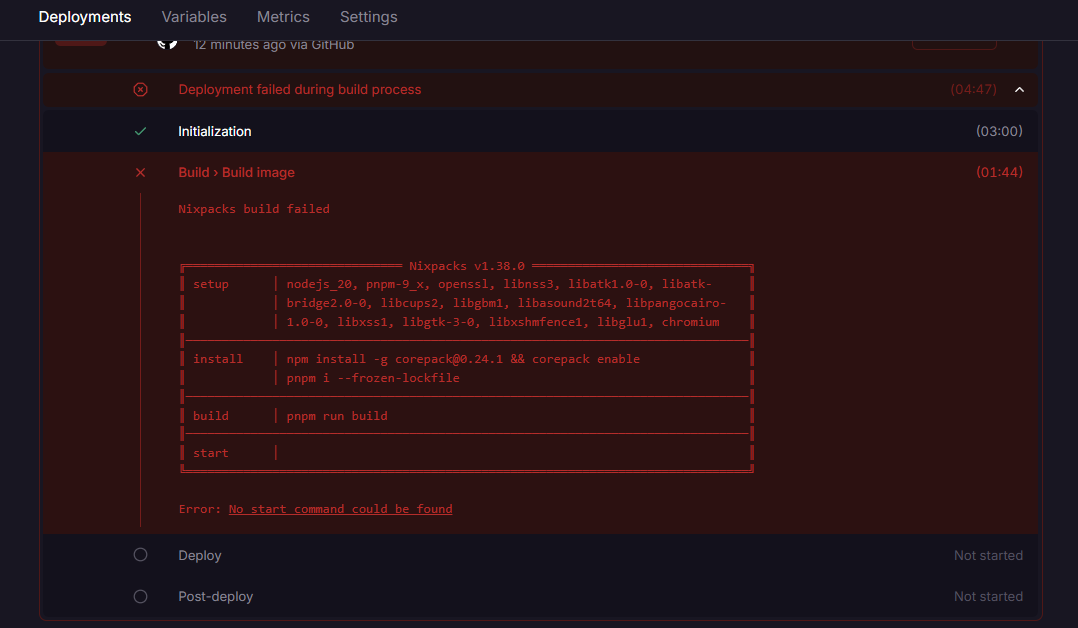 Deployments Variables Metrics Settings
12 minutes ago via GitHub
Deployment failed during build process (04:47)
Initialization (03:00)
Build › Build image (01:44)
Nixpacks build failed
Nixpacks v1.38.0
setup nodejs_20, pnpm-9_x, openssl, libnss3, libatk1.0-0, libatk-
bridge2.0-0, libcups2, libgbm1, libasound2t64, libpangocairo-
1.0-0, libxss1, libgtk-3-0, libxshmfence1, libglu1, chromium
install npm install -g corepack@0.24.1 && corepack enable
pnpm i --frozen-lockfile
build pnpm run build
start
Error: No start command could be found
Deploy Not started
Post-deploy Not started